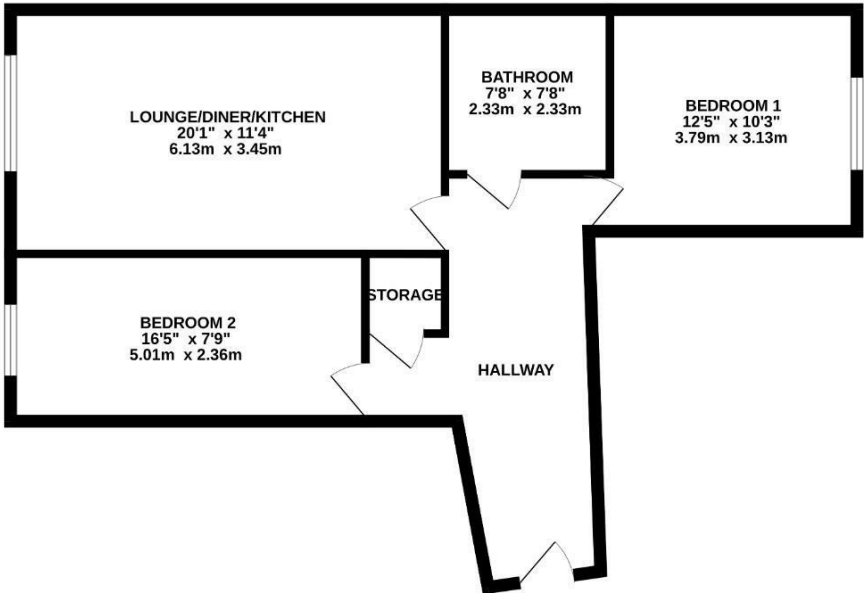 LOUNGE/DINER/KITCHEN
20'1" x 11'4"
6.13m x 3.45m
BATHROOM
7'8" x 7'8"
2.33m x 2.33m
BEDROOM 1
12'5" x 10'3"
3.79m x 3.13m
BEDROOM 2
16'5" x 7'9"
5.01m x 2.36m
STORAGE
HALLWAY